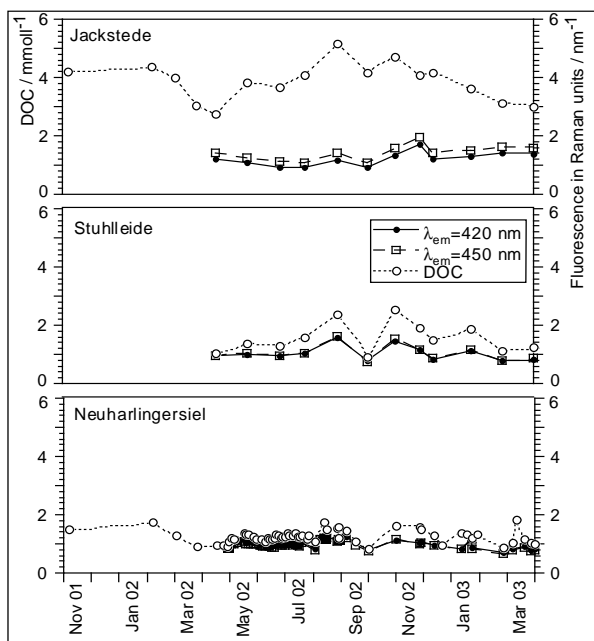 DOC / mmoll⁻¹
Fluorescence in Raman units / nm⁻¹
Jackstede
6 6
4 4
2 2
0 0
Stuhlleide
λem=420 nm
λem=450 nm
DOC
6 6
4 4
2 2
0 0
Neuharlingersiel
6 6
4 4
2 2
0 0
Nov 01 Jan 02 Mar 02 May 02 Jul 02 Sep 02 Nov 02 Jan 03 Mar 03